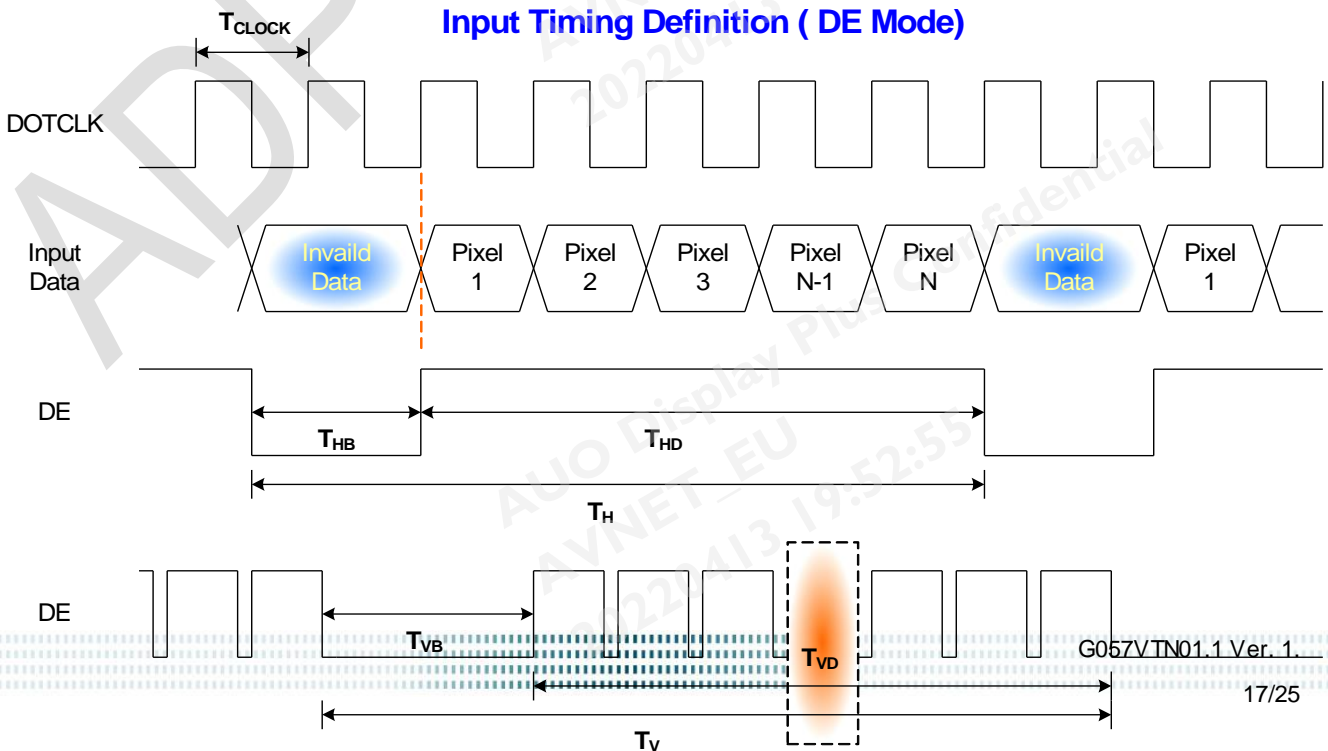 Input Timing Definition ( DE Mode)
TCLOCK
DOTCLK
Input
Data
Invaild
Data
Pixel
1
Pixel
2
Pixel
3
Pixel
N-1
Pixel
N
Invaild
Data
Pixel
1
DE
THB
THD
TH
DE
TVB
TVD
TV
G057VTN01.1 Ver. 1.
17/25
AUO Display Plus Confidential
AVNET_EU
20220413 19:52:55
20220413